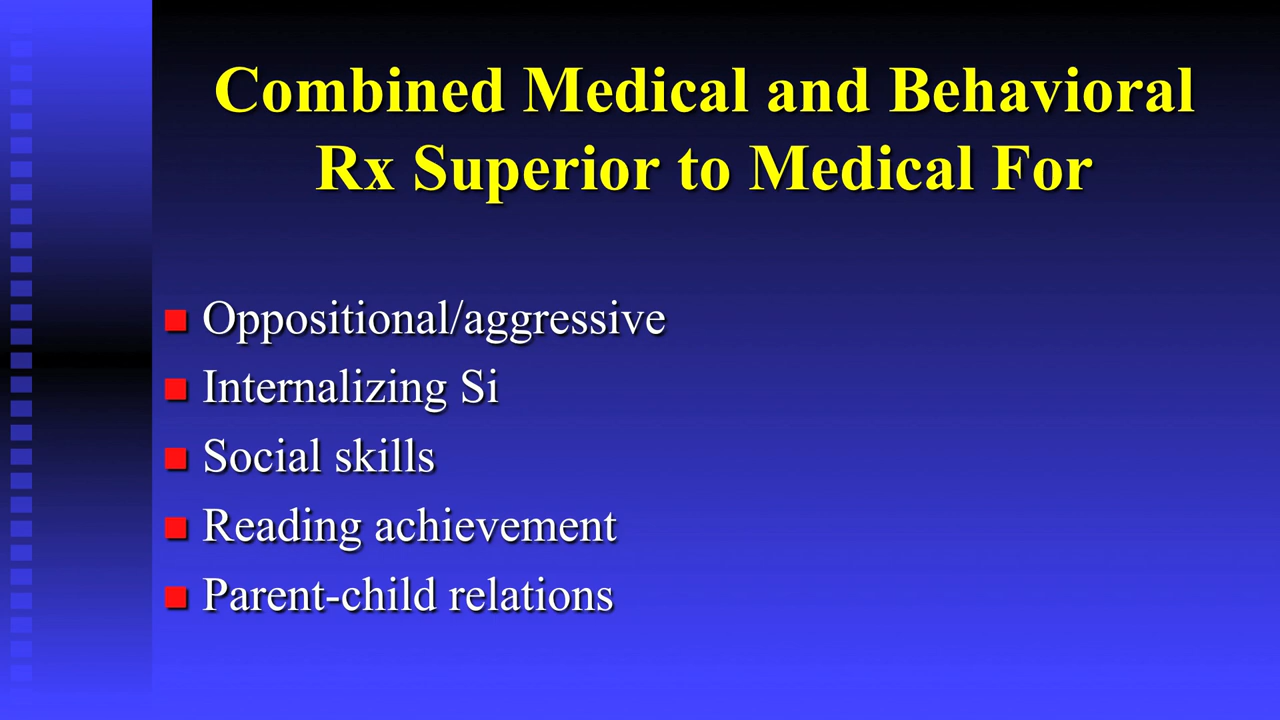 Combined Medical and Behavioral
Rx Superior to Medical For
Oppositional/aggressive
Internalizing Si
Social skills
Reading achievement
Parent-child relations